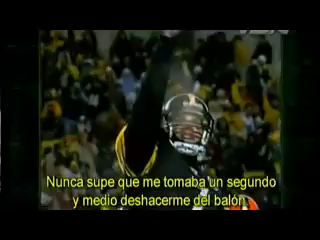 Nunca supe que me tomaba un segundo
y medio deshacerme del balón